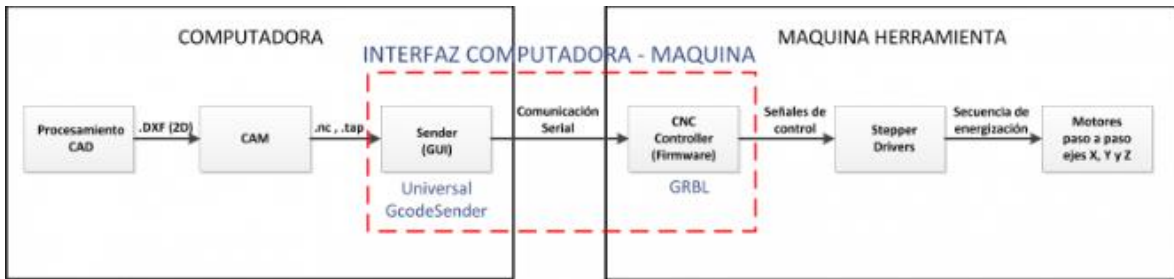 COMPUTADORA
MAQUINA HERRAMIENTA
INTERFAZ COMPUTADORA - MAQUINA
Procesamiento
CAD
.DXF (2D)
CAM
.nc , .tap
Sender
(GUI)
Universal
GcodeSender
Comunicación
Serial
CNC
Controller
(Firmware)
GRBL
Señales de
control
Stepper
Drivers
Secuencia de
energización
Motores
paso a paso
ejes X, Y y Z